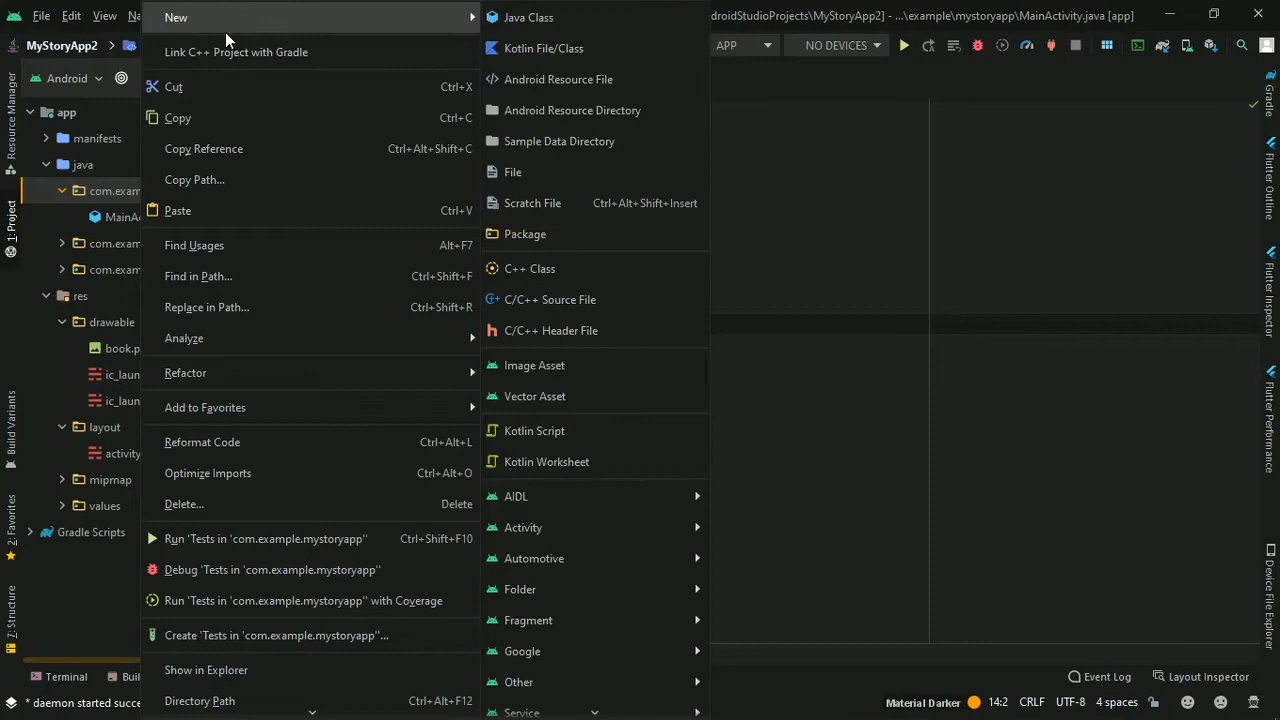 File Edit View N
droidStudioProjects\MyStoryApp2] - ...\example\mystoryapp\MainActivity.java [app]
MyStoryApp2
APP
NO DEVICES
Android
app
manifests
java
com.exam
MainAc
com.exam
com.exam
res
drawable
book.p
ic_laun
ic_laun
layout
activity
mipmap
values
Gradle Scripts
Resource Manager
1: Project
Build Variants
2: Favorites
7: Structure
New
Link C++ Project with Gradle
Cut Ctrl+X
Copy Ctrl+C
Copy Reference Ctrl+Alt+Shift+C
Copy Path...
Paste Ctrl+V
Find Usages Alt+F7
Find in Path... Ctrl+Shift+F
Replace in Path... Ctrl+Shift+R
Analyze
Refactor
Add to Favorites
Reformat Code Ctrl+Alt+L
Optimize Imports Ctrl+Alt+O
Delete... Delete
Run 'Tests in 'com.example.mystoryapp'' Ctrl+Shift+F10
Debug 'Tests in 'com.example.mystoryapp''
Run 'Tests in 'com.example.mystoryapp'' with Coverage
Create 'Tests in 'com.example.mystoryapp''...
Show in Explorer
Directory Path Ctrl+Alt+F12
Java Class
Kotlin File/Class
Android Resource File
Android Resource Directory
Sample Data Directory
File
Scratch File Ctrl+Alt+Shift+Insert
Package
C++ Class
C/C++ Source File
C/C++ Header File
Image Asset
Vector Asset
Kotlin Script
Kotlin Worksheet
AIDL
Activity
Automotive
Folder
Fragment
Google
Other
Service
Gradle
Flutter Outline
Flutter Inspector
Flutter Performance
Device File Explorer
Terminal
Buil
Event Log
Layout Inspector
* daemon started succe
Material Darker 14:2 CRLF UTF-8 4 spaces